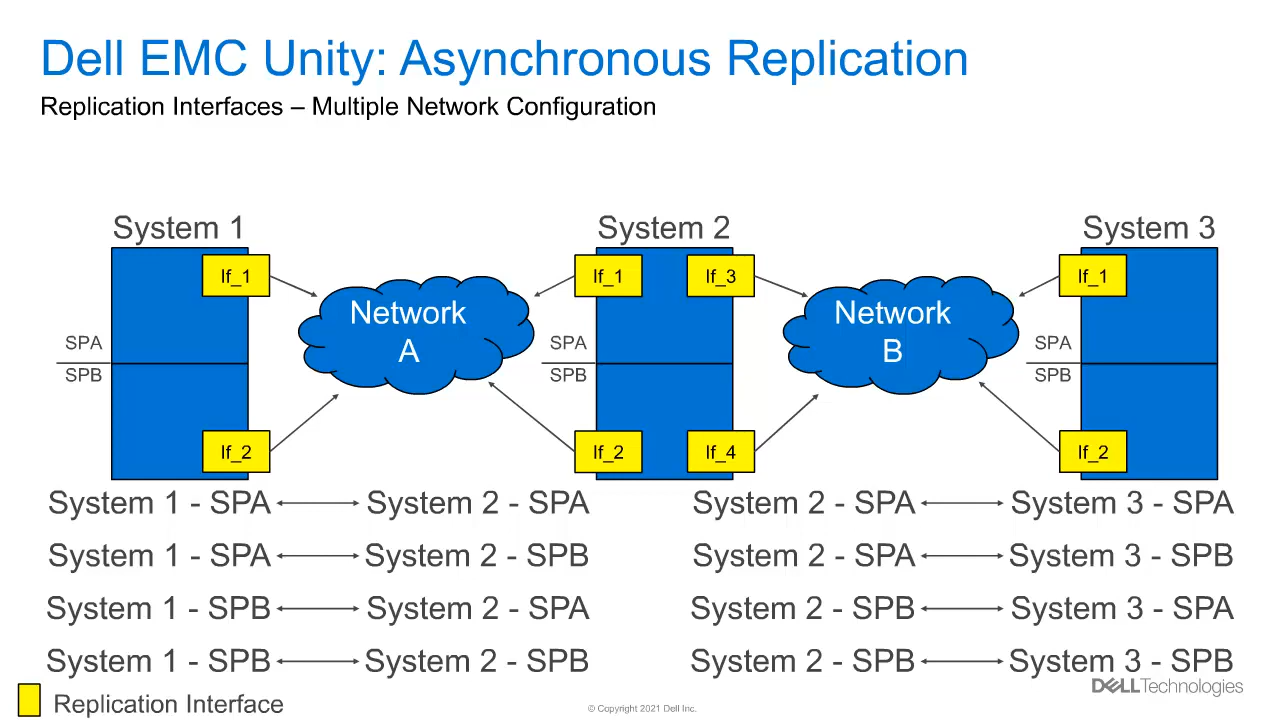 Dell EMC Unity: Asynchronous Replication
Replication Interfaces – Multiple Network Configuration
System 1
System 2
System 3
If_1
If_1
If_3
If_1
Network
A
Network
B
SPA
SPB
SPA
SPB
SPA
SPB
If_2
If_2
If_4
If_2
System 1 - SPA System 2 - SPA
System 2 - SPA System 3 - SPA
System 1 - SPA System 2 - SPB
System 2 - SPA System 3 - SPB
System 1 - SPB System 2 - SPA
System 2 - SPB System 3 - SPA
System 1 - SPB System 2 - SPB
System 2 - SPB System 3 - SPB
Replication Interface
© Copyright 2021 Dell Inc.
DELLTechnologies